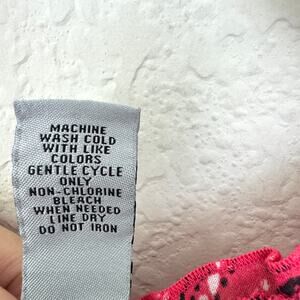 MACHINE
WASH COLD
WITH LIKE
COLORS
GENTLE CYCLE
ONLY
NON-CHLORINE
BLEACH
WHEN NEEDED
LINE DRY
DO NOT IRON